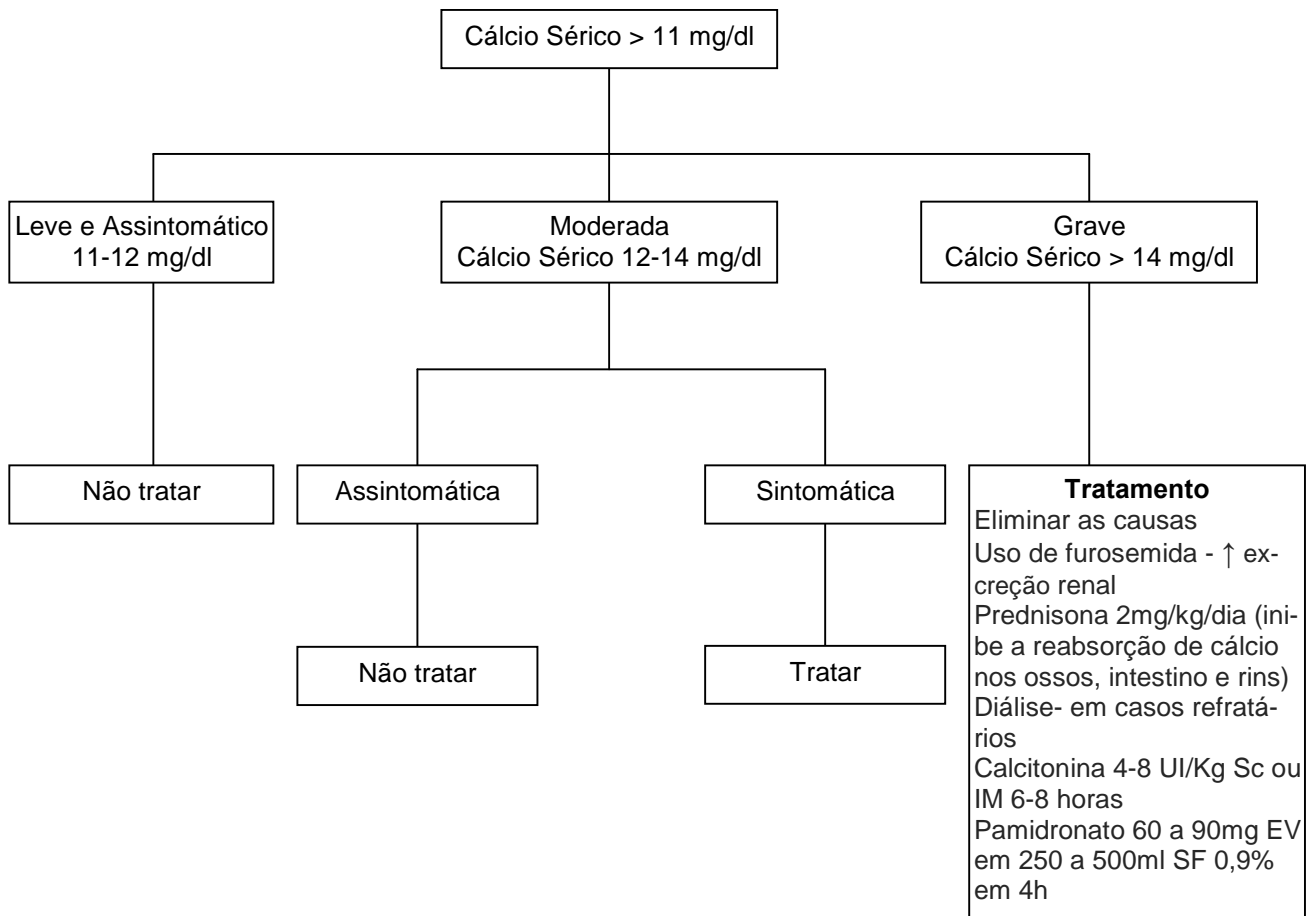 Cálcio Sérico > 11 mg/dl
Leve e Assintomático
11-12 mg/dl
Moderada
Cálcio Sérico 12-14 mg/dl
Grave
Cálcio Sérico > 14 mg/dl
Não tratar
Assintomática
Sintomática
Não tratar
Tratar
Tratamento
Eliminar as causas
Uso de furosemida - ↑ ex-
creção renal
Prednisona 2mg/kg/dia (ini-
be a reabsorção de cálcio
nos ossos, intestino e rins)
Diálise- em casos refratá-
rios
Calcitonina 4-8 UI/Kg Sc ou
IM 6-8 horas
Pamidronato 60 a 90mg EV
em 250 a 500ml SF 0,9%
em 4h